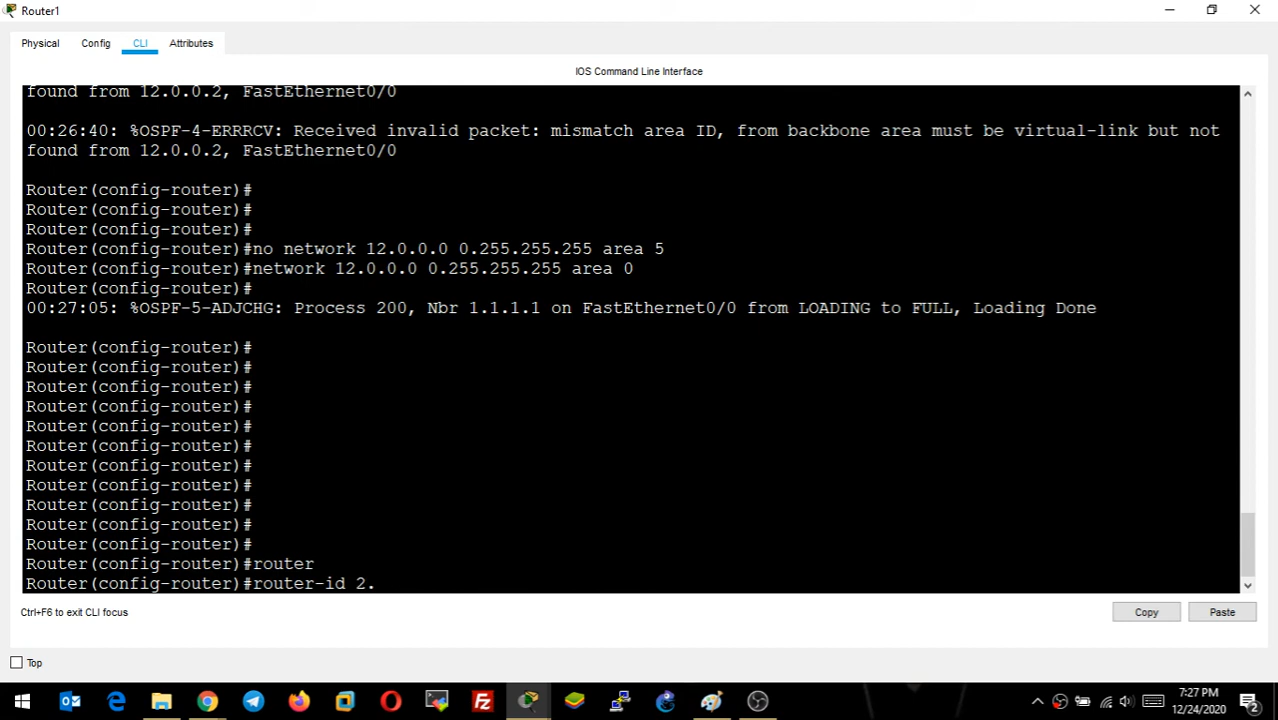 Router1
Physical Config CLI Attributes
IOS Command Line Interface
found from 12.0.0.2, FastEthernet0/0
00:26:40: %OSPF-4-ERRRCV: Received invalid packet: mismatch area ID, from backbone area must be virtual-link but not
found from 12.0.0.2, FastEthernet0/0
Router(config-router)#
Router(config-router)#
Router(config-router)#
Router(config-router)#no network 12.0.0.0 0.255.255.255 area 5
Router(config-router)#network 12.0.0.0 0.255.255.255 area 0
Router(config-router)#
00:27:05: %OSPF-5-ADJCHG: Process 200, Nbr 1.1.1.1 on FastEthernet0/0 from LOADING to FULL, Loading Done
Router(config-router)#
Router(config-router)#
Router(config-router)#
Router(config-router)#
Router(config-router)#
Router(config-router)#
Router(config-router)#
Router(config-router)#
Router(config-router)#
Router(config-router)#
Router(config-router)#
Router(config-router)#router
Router(config-router)#router-id 2.
Ctrl+F6 to exit CLI focus
Copy Paste
Top
7:27 PM
12/24/2020
2